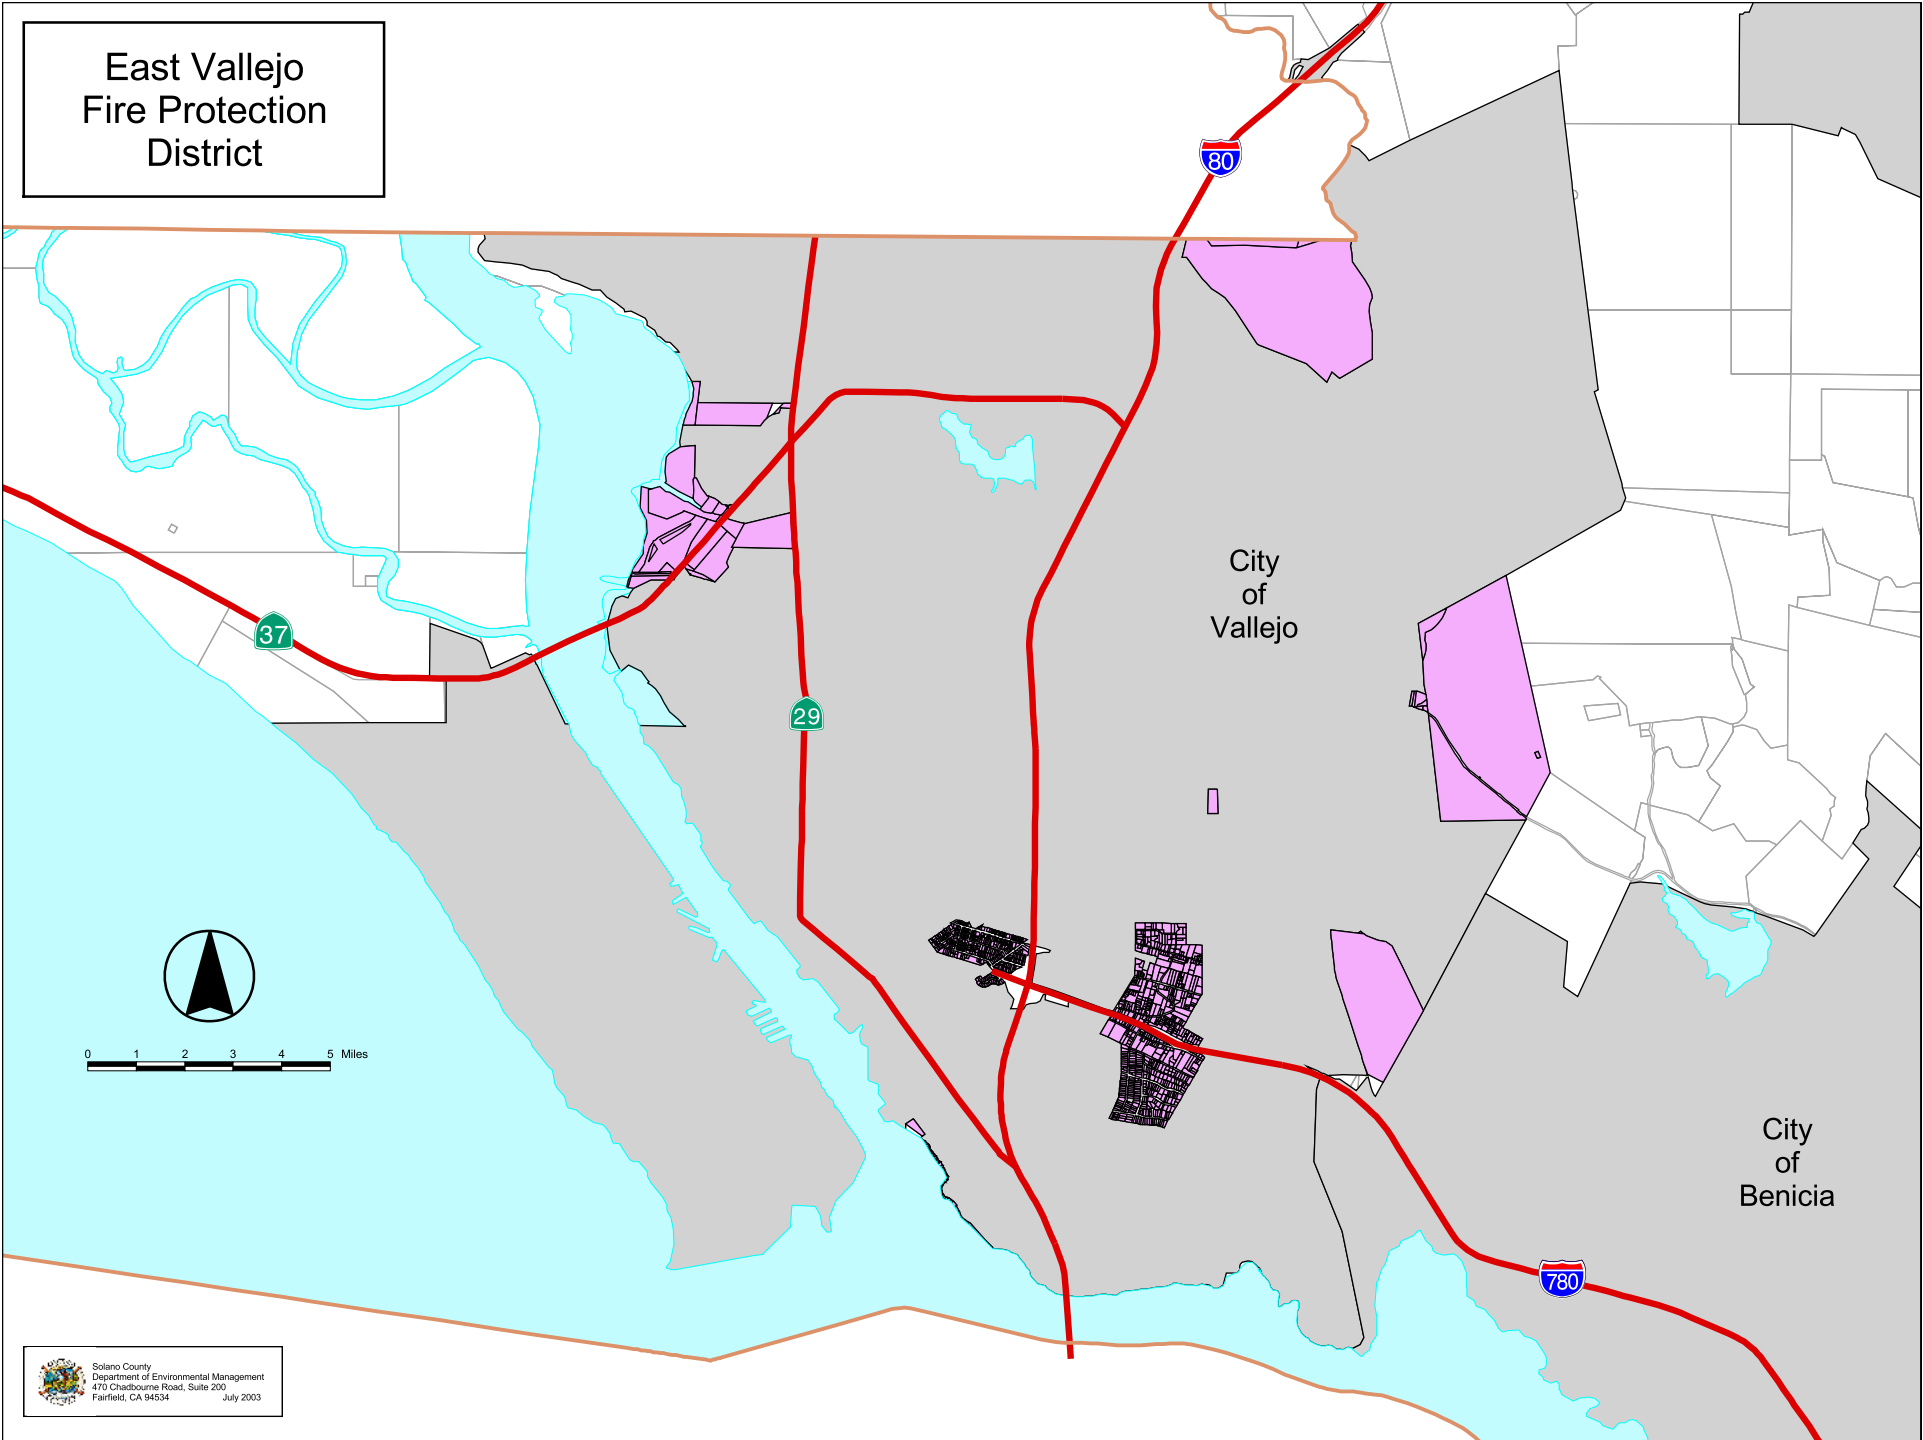 East Vallejo
Fire Protection
District
80
37
29
City
of
Vallejo
0 1 2 3 4 5 Miles
City
of
Benicia
780
Solano County
Department of Environmental Management
470 Chadbourne Road, Suite 200
Fairfield, CA 94534 July 2003